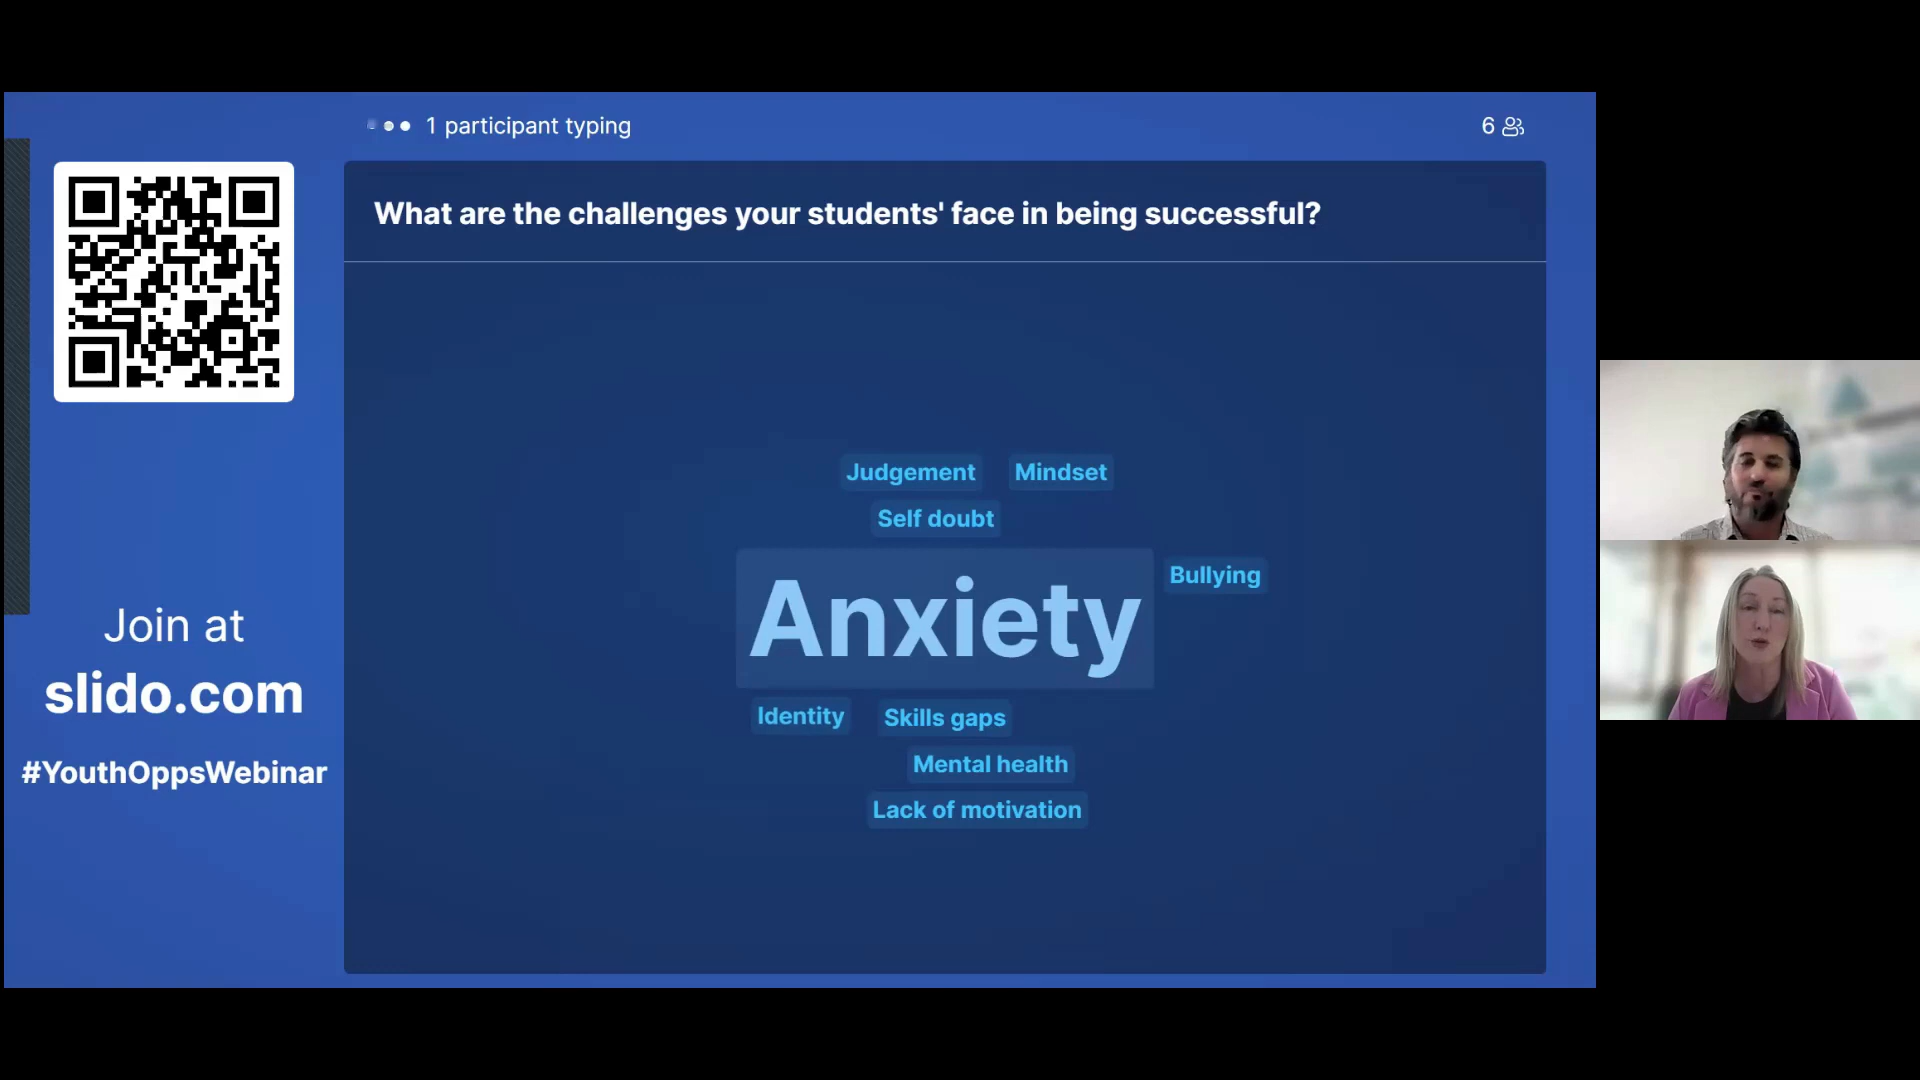 1 participant typing
6
What are the challenges your students' face in being successful?
Judgement Mindset
Self doubt
Anxiety
Bullying
Identity Skills gaps
Mental health
Lack of motivation
Join at
slido.com
#YouthOppsWebinar